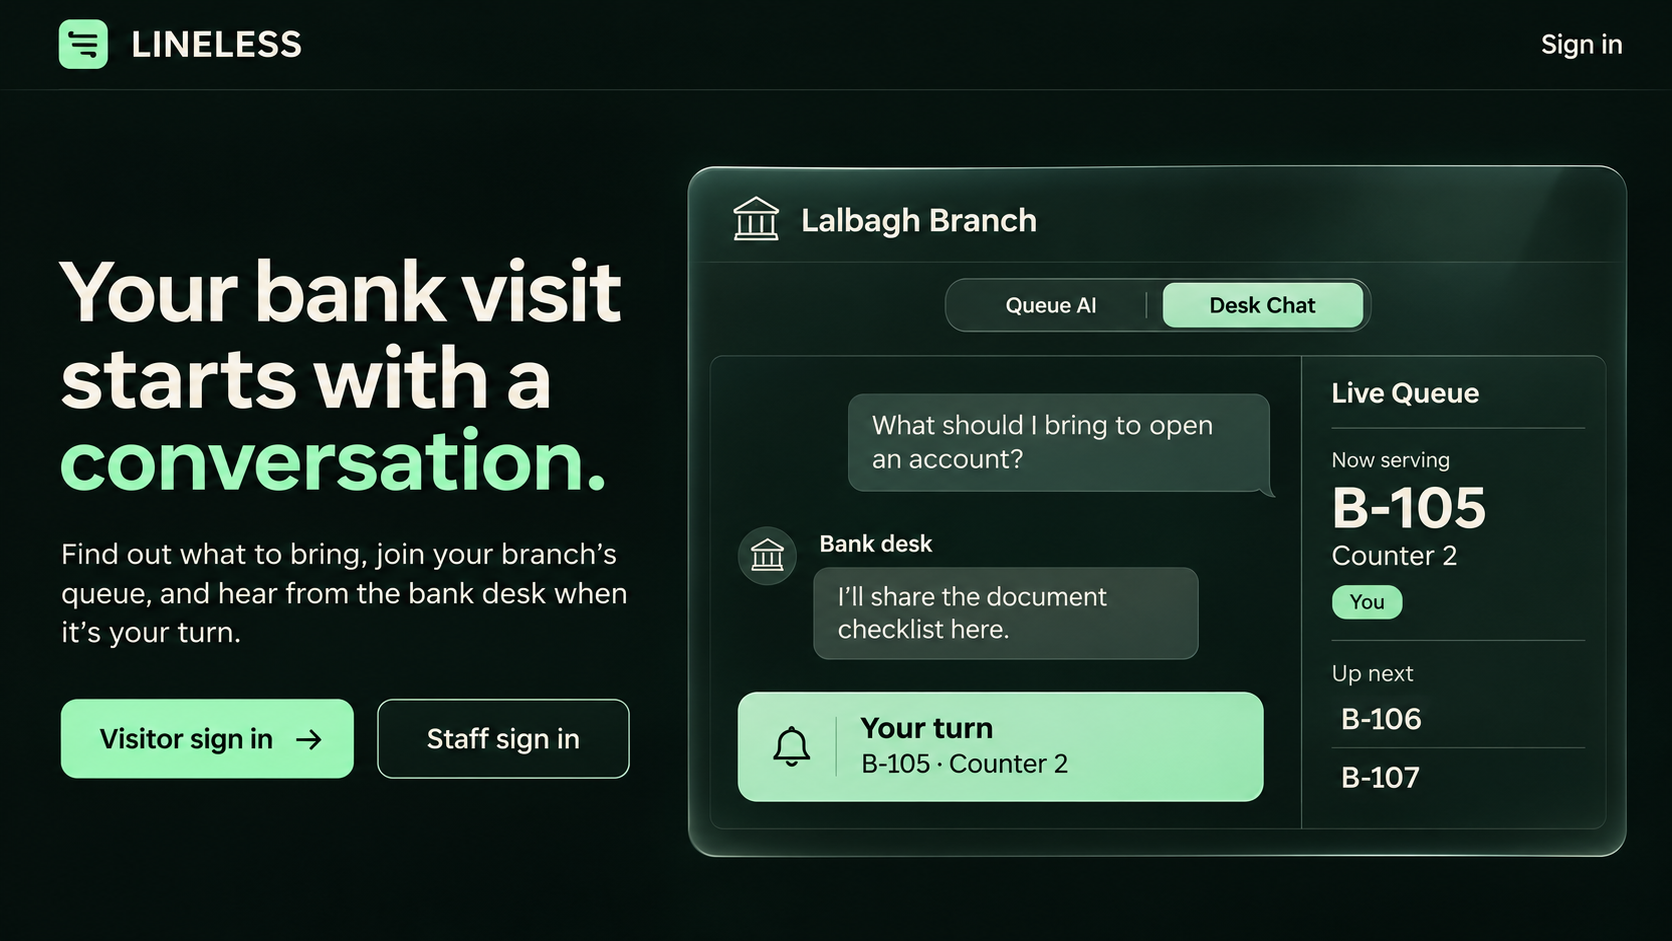 LINELESS
Sign in
Your bank visit
starts with a
conversation.
Find out what to bring, join your branch’s
queue, and hear from the bank desk when
it’s your turn.
Visitor sign in →
Staff sign in
Lalbagh Branch
Queue AI
Desk Chat
What should I bring to open
an account?
Bank desk
I’ll share the document
checklist here.
Your turn
B-105 · Counter 2
Live Queue
Now serving
B-105
Counter 2
You
Up next
B-106
B-107